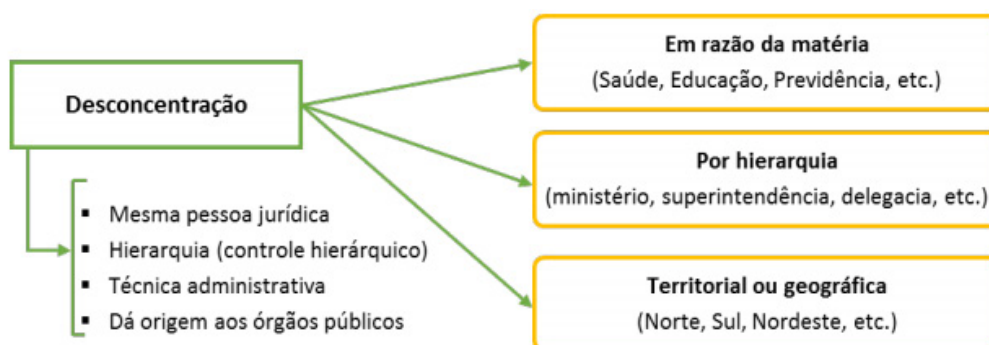 Desconcentração
Mesma pessoa jurídica
Hierarquia (controle hierárquico)
Técnica administrativa
Dá origem aos órgãos públicos
Em razão da matéria
(Saúde, Educação, Previdência, etc.)
Por hierarquia
(ministério, superintendência, delegacia, etc.)
Territorial ou geográfica
(Norte, Sul, Nordeste, etc.)